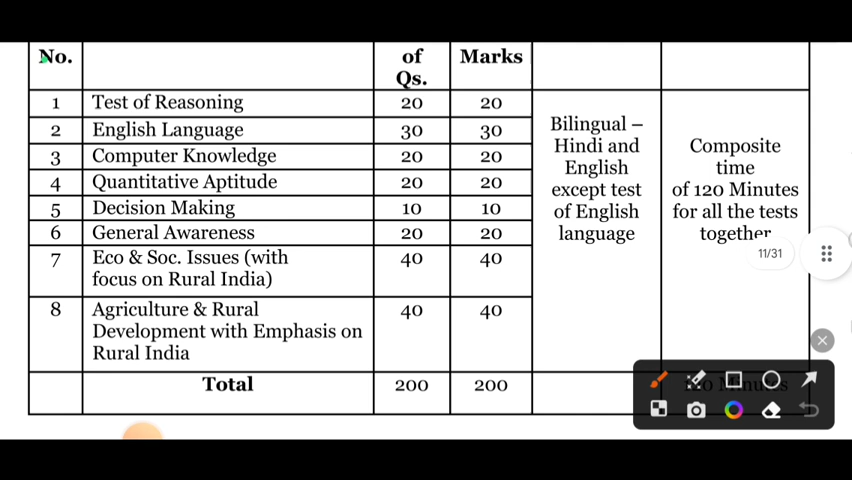 No. of Marks
Qs.
1 Test of Reasoning 20 20
2 English Language 30 30
3 Computer Knowledge 20 20
4 Quantitative Aptitude 20 20
5 Decision Making 10 10
6 General Awareness 20 20
7 Eco & Soc. Issues (with 40 40
focus on Rural India)
8 Agriculture & Rural 40 40
Development with Emphasis on
Rural India
Bilingual –
Hindi and
English
except test
of English
language
Composite
time
of 120 Minutes
for all the tests
together
11/31
Total 200 200
Minutes